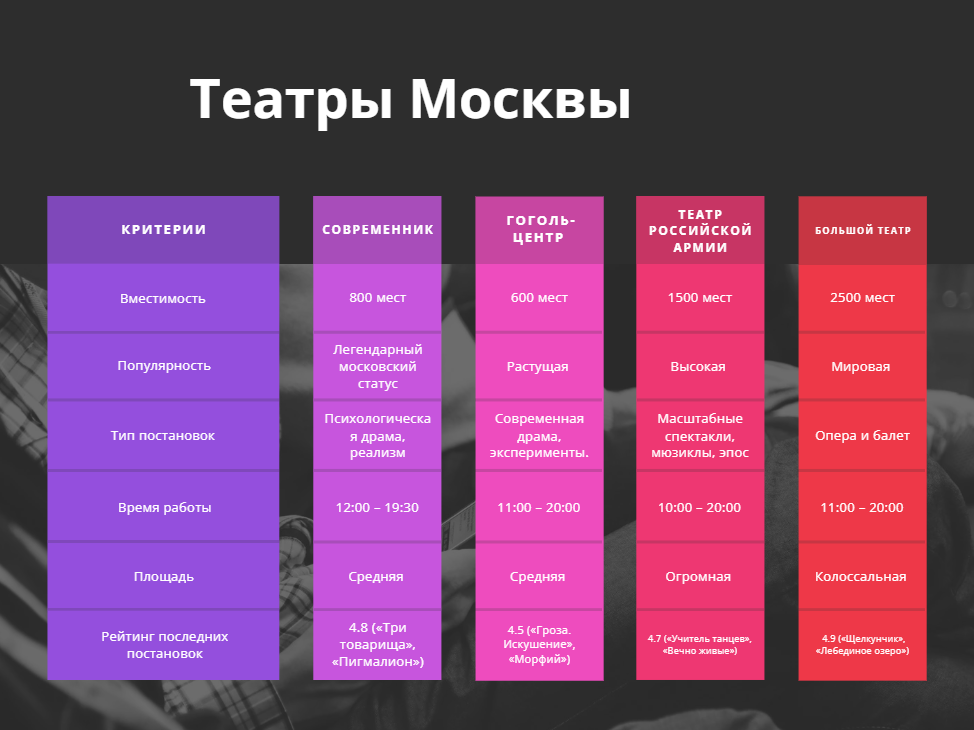 Театры Москвы
КРИТЕРИИ
СОВРЕМЕННИК
ГОГОЛЬ-
ЦЕНТР
ТЕАТР
РОССИЙСКОЙ
АРМИИ
БОЛЬШОЙ ТЕАТР
Вместимость
800 мест
600 мест
1500 мест
2500 мест
Популярность
Легендарный
московский
статус
Растущая
Высокая
Мировая
Тип постановок
Психологическа
я драма,
реализм
Современная
драма,
эксперименты.
Масштабные
спектакли,
мюзиклы, эпос
Опера и балет
Время работы
12:00 – 19:30
11:00 – 20:00
10:00 – 20:00
11:00 – 20:00
Площадь
Средняя
Средняя
Огромная
Колоссальная
Рейтинг последних
постановок
4.8 («Три
товарища»,
«Пигмалион»)
4.5 («Гроза.
Искушение»,
«Морфий»)
4.7 («Учитель танцев»,
«Вечно живые»)
4.9 («Щелкунчик»,
«Лебединое озеро»)